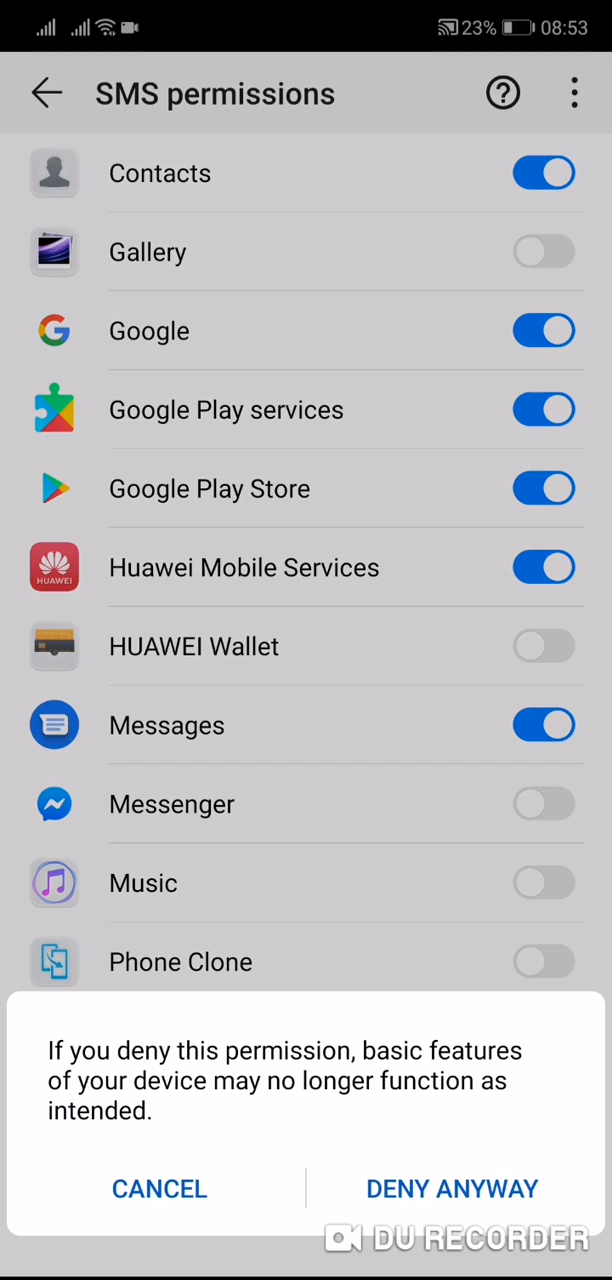 23% 08:53
SMS permissions
Contacts
Gallery
Google
Google Play services
Google Play Store
HUAWEI
Huawei Mobile Services
HUAWEI Wallet
Messages
Messenger
Music
Phone Clone
If you deny this permission, basic features
of your device may no longer function as
intended.
CANCEL DENY ANYWAY
DU RECORDER